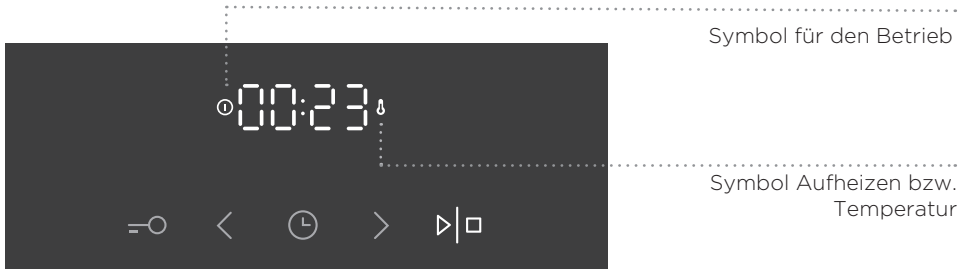 Symbol für den Betrieb
00:23
Symbol Aufheizen bzw.
Temperatur